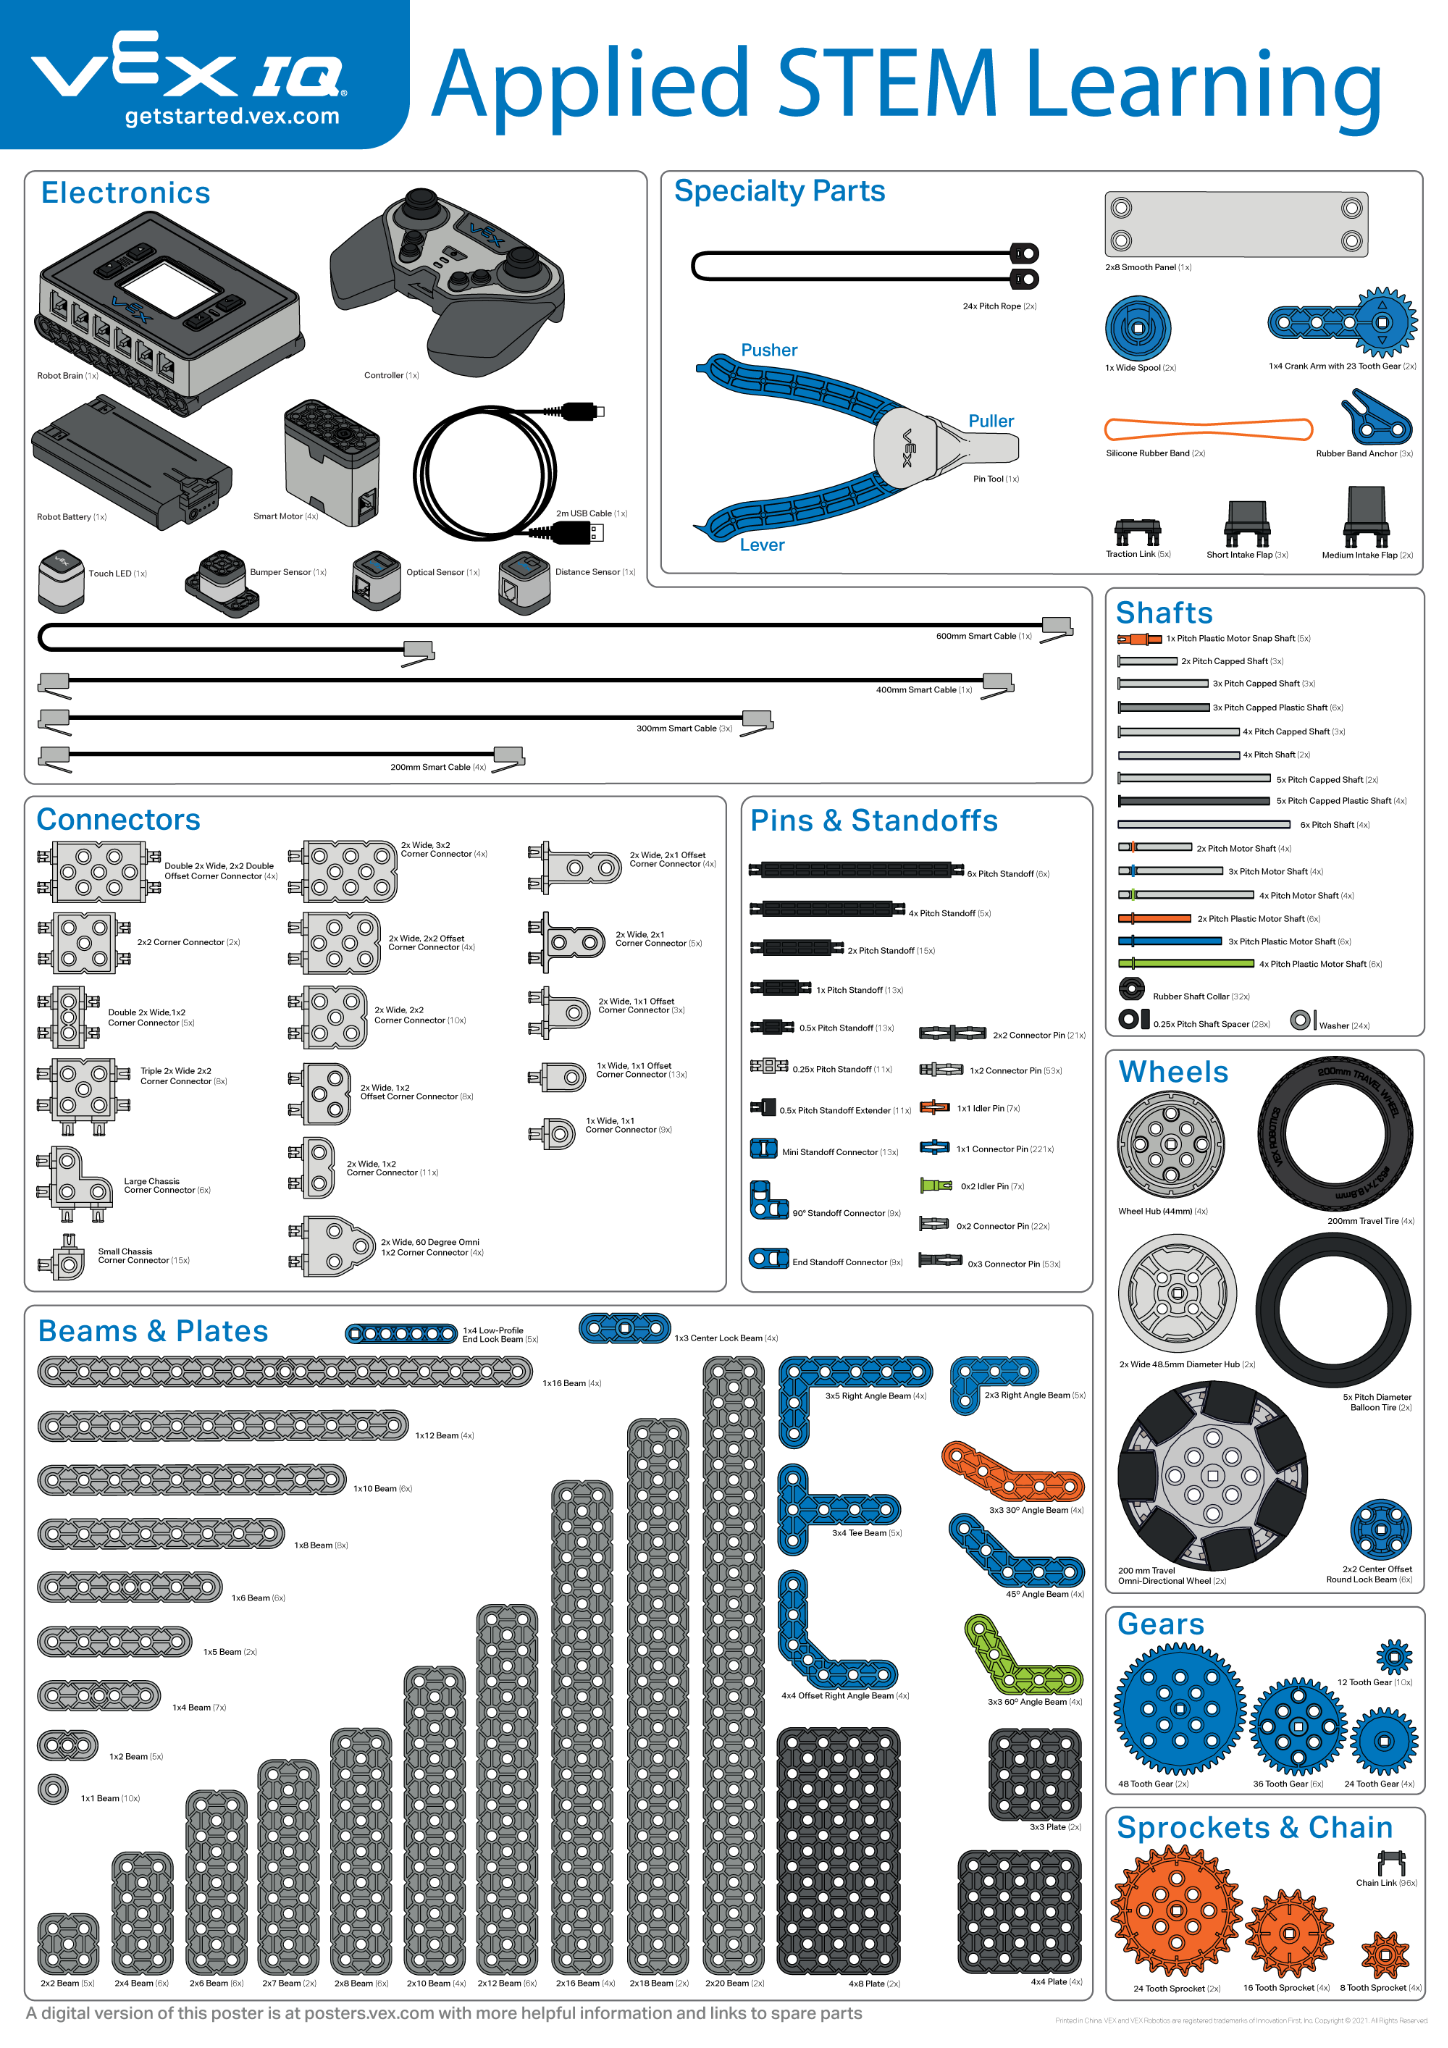 VEX IQ
getstarted.vex.com
Applied STEM Learning
Electronics
Robot Brain (1x)
Controller (1x)
Robot Battery (1x)
Smart Motor (4x)
2m USB Cable (1x)
Touch LED (1x)
Bumper Sensor (1x)
Optical Sensor (1x)
Distance Sensor (1x)
600mm Smart Cable (1x)
400mm Smart Cable (1x)
300mm Smart Cable (3x)
200mm Smart Cable (4x)
Specialty Parts
24x Pitch Rope (2x)
Pusher
Puller
Pin Tool (1x)
Lever
VEX
2x8 Smooth Panel (1x)
1x Wide Spool (2x)
1x4 Crank Arm with 23 Tooth Gear (2x)
Silicone Rubber Band (2x)
Rubber Band Anchor (3x)
Traction Link (5x)
Short Intake Flap (3x)
Medium Intake Flap (2x)
Shafts
1x Pitch Plastic Motor Snap Shaft (5x)
2x Pitch Capped Shaft (3x)
3x Pitch Capped Shaft (3x)
3x Pitch Capped Plastic Shaft (6x)
4x Pitch Capped Shaft (3x)
4x Pitch Shaft (2x)
5x Pitch Capped Shaft (2x)
5x Pitch Capped Plastic Shaft (4x)
6x Pitch Shaft (4x)
2x Pitch Motor Shaft (4x)
3x Pitch Motor Shaft (4x)
4x Pitch Motor Shaft (4x)
2x Pitch Plastic Motor Shaft (6x)
3x Pitch Plastic Motor Shaft (6x)
4x Pitch Plastic Motor Shaft (6x)
Rubber Shaft Collar (32x)
0.25x Pitch Shaft Spacer (28x)
Washer (24x)
Connectors
Double 2x Wide, 2x2 Double
Offset Corner Connector (4x)
2x2 Corner Connector (2x)
Double 2x Wide,1x2
Corner Connector (5x)
Triple 2x Wide 2x2
Corner Connector (8x)
Large Chassis
Corner Connector (6x)
Small Chassis
Corner Connector (15x)
2x Wide, 3x2
Corner Connector (4x)
2x Wide, 2x2 Offset
Corner Connector (4x)
2x Wide, 2x2
Corner Connector (10x)
2x Wide, 1x2
Offset Corner Connector (8x)
2x Wide, 1x2
Corner Connector (11x)
2x Wide, 60 Degree Omni
1x2 Corner Connector (4x)
2x Wide, 2x1 Offset
Corner Connector (4x)
2x Wide, 2x1
Corner Connector (5x)
2x Wide, 1x1 Offset
Corner Connector (3x)
1x Wide, 1x1 Offset
Corner Connector (13x)
1x Wide, 1x1
Corner Connector (9x)
Pins & Standoffs
6x Pitch Standoff (6x)
4x Pitch Standoff (5x)
2x Pitch Standoff (15x)
1x Pitch Standoff (13x)
0.5x Pitch Standoff (13x)
0.25x Pitch Standoff (11x)
0.5x Pitch Standoff Extender (11x)
Mini Standoff Connector (13x)
90° Standoff Connector (9x)
End Standoff Connector (9x)
2x2 Connector Pin (21x)
1x2 Connector Pin (53x)
1x1 Idler Pin (7x)
1x1 Connector Pin (221x)
0x2 Idler Pin (7x)
0x2 Connector Pin (22x)
0x3 Connector Pin (53x)
Wheels
200mm TRAVEL WHEEL
VEX ROBOTICS
Wheel Hub (44mm) (4x)
200mm Travel Tire (4x)
2x Wide 48.5mm Diameter Hub (2x)
5x Pitch Diameter
Balloon Tire (2x)
200 mm Travel
Omni-Directional Wheel (2x)
2x2 Center Offset
Round Lock Beam (6x)
Beams & Plates
1x4 Low-Profile
End Lock Beam (5x)
1x3 Center Lock Beam (4x)
1x16 Beam (4x)
1x12 Beam (4x)
1x10 Beam (6x)
1x8 Beam (8x)
1x6 Beam (6x)
1x5 Beam (2x)
1x4 Beam (7x)
1x2 Beam (5x)
1x1 Beam (10x)
2x2 Beam (5x)
2x4 Beam (6x)
2x6 Beam (6x)
2x7 Beam (2x)
2x8 Beam (6x)
2x10 Beam (4x)
2x12 Beam (6x)
2x16 Beam (4x)
2x18 Beam (2x)
2x20 Beam (2x)
3x5 Right Angle Beam (4x)
2x3 Right Angle Beam (5x)
3x3 30° Angle Beam (4x)
3x4 Tee Beam (5x)
45° Angle Beam (4x)
4x4 Offset Right Angle Beam (4x)
3x3 60° Angle Beam (4x)
3x3 Plate (2x)
4x8 Plate (2x)
4x4 Plate (4x)
Gears
12 Tooth Gear (10x)
48 Tooth Gear (2x)
36 Tooth Gear (6x)
24 Tooth Gear (4x)
Sprockets & Chain
Chain Link (96x)
24 Tooth Sprocket (2x)
16 Tooth Sprocket (4x)
8 Tooth Sprocket (4x)
A digital version of this poster is at posters.vex.com with more helpful information and links to spare parts
Printed in China. VEX and VEX Robotics are registered trademarks of Innovation First, Inc. Copyright © 2021. All Rights Reserved.